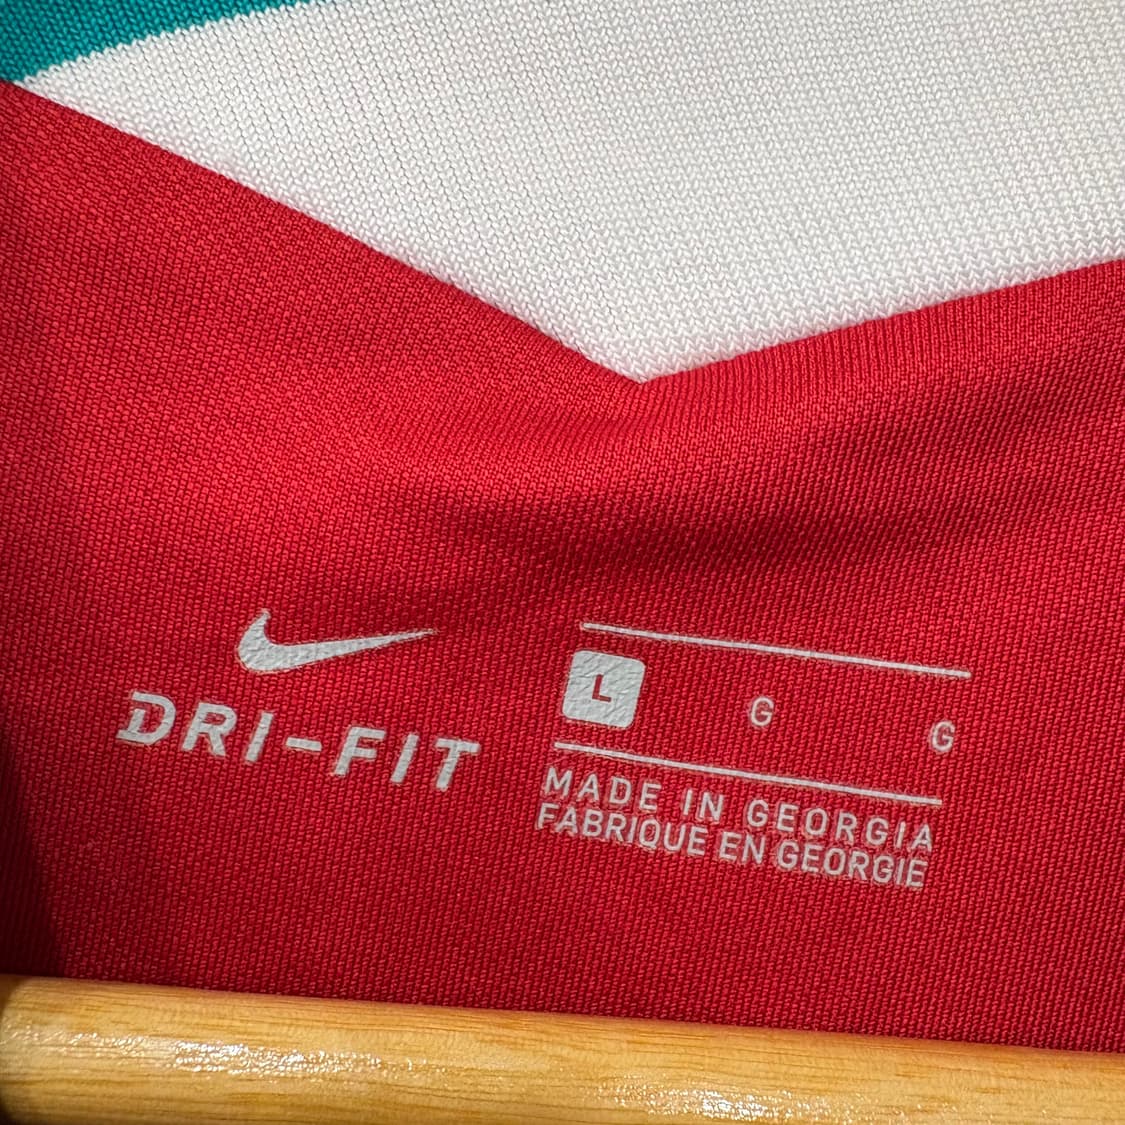 DRI-FIT
L G G
MADE IN GEORGIA
FABRIQUE EN GEORGIE